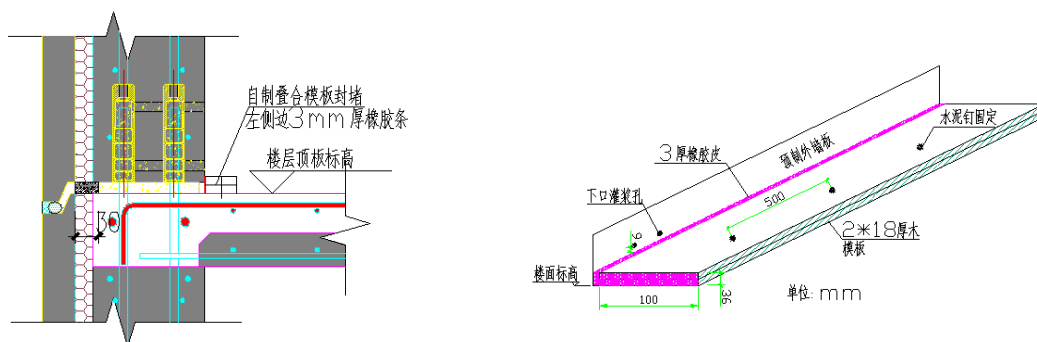 自制叠合模板封堵
左侧边3mm厚橡胶条
楼层顶板标高
30
预制外墙板
水泥钉固定
3厚橡胶皮
下口灌浆孔
500
9
2*18厚木
模板
楼面标高
100
36
单位:mm